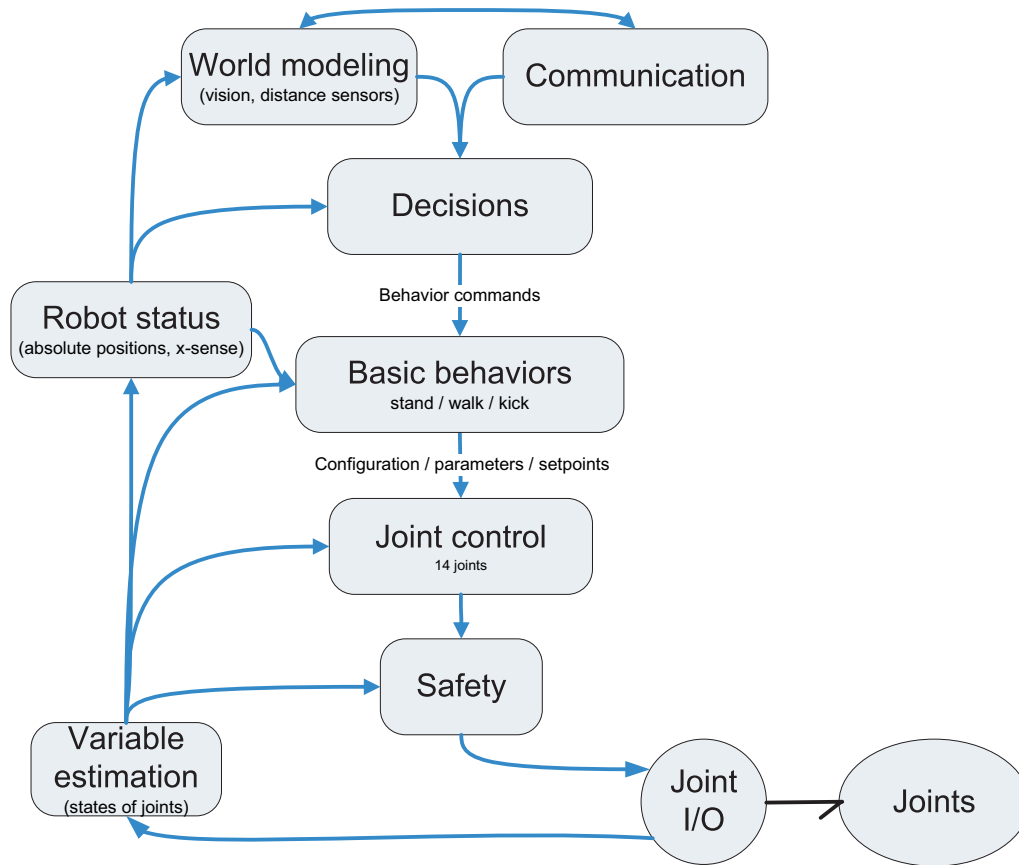 World modeling
(vision, distance sensors)
Communication
Decisions
Behavior commands
Robot status
(absolute positions, x-sense)
Basic behaviors
stand / walk / kick
Configuration / parameters / setpoints
Joint control
14 joints
Safety
Variable
estimation
(states of joints)
Joint
I/O
Joints